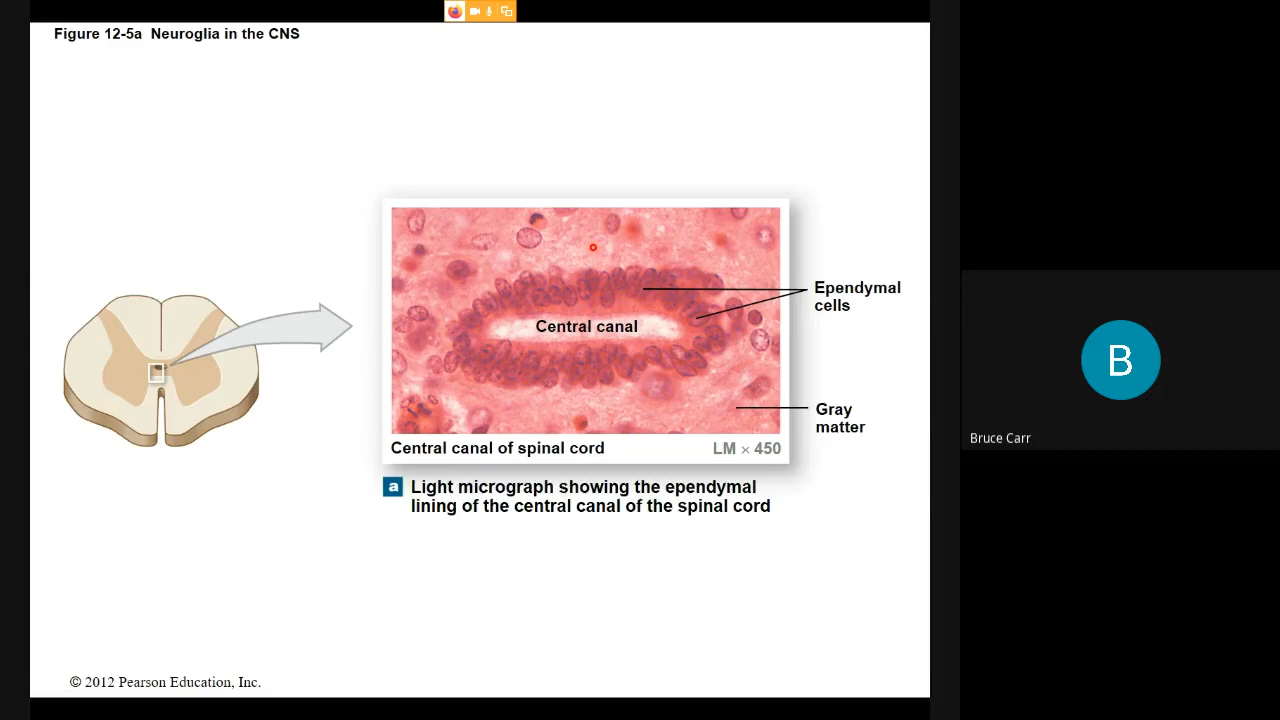 Figure 12-5a Neuroglia in the CNS
Central canal
Ependymal
cells
Gray
matter
Central canal of spinal cord
LM × 450
a Light micrograph showing the ependymal
lining of the central canal of the spinal cord
© 2012 Pearson Education, Inc.
B
Bruce Carr